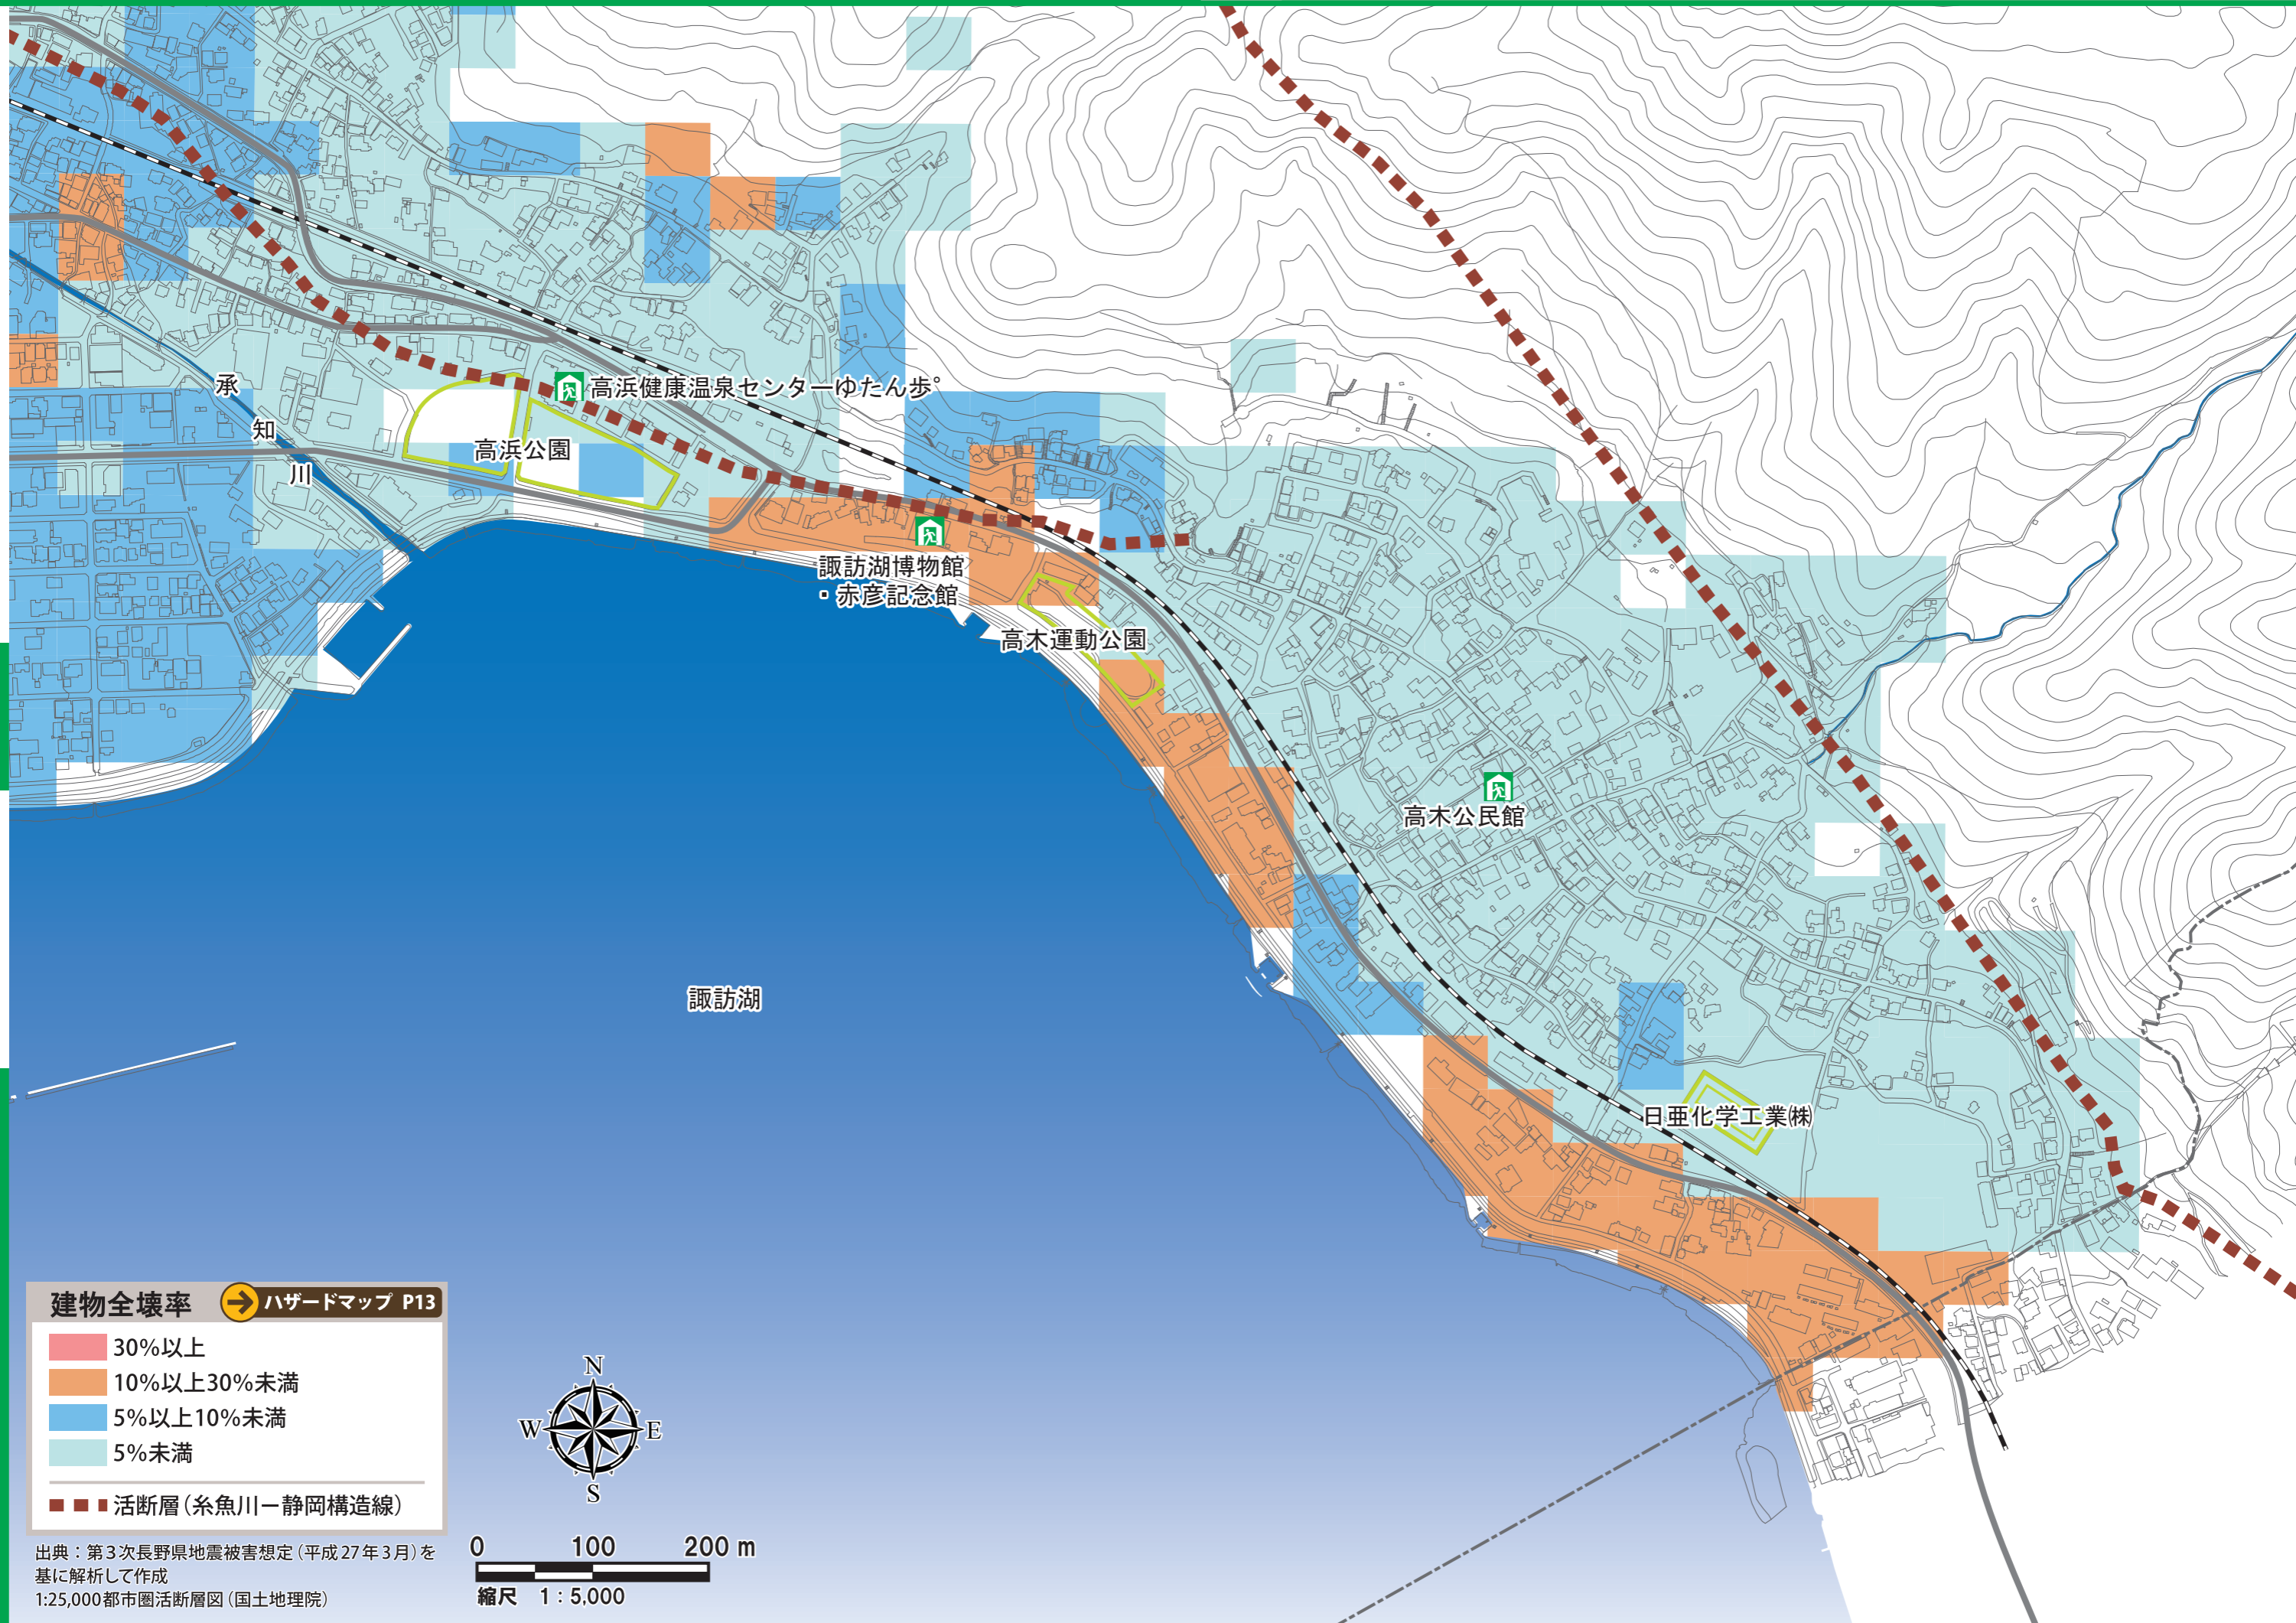 承
知
川
高浜健康温泉センターゆたん歩°
高浜公園
諏訪湖博物館
・赤彦記念館
高木運動公園
高木公民館
諏訪湖
日亜化学工業㈱
建物全壊率
ハザードマップ P13
30%以上
10%以上30%未満
5%以上10%未満
5%未満
活断層(糸魚川ー静岡構造線)
出典:第3次長野県地震被害想定(平成27年3月)を
基に解析して作成
1:25,000都市圏活断層図(国土地理院)
N
W E
S
0 100 200 m
縮尺 1:5,000